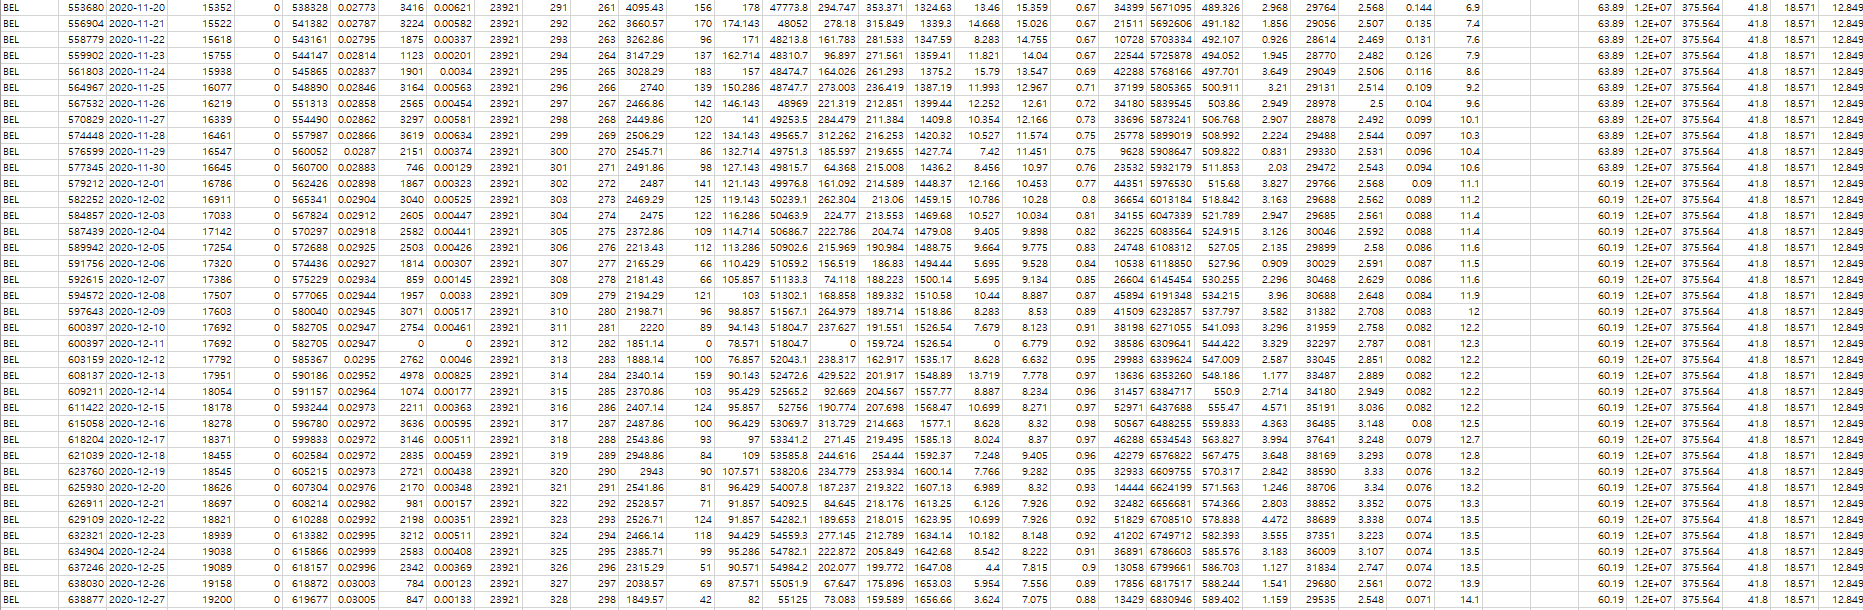 BEL 553680 2020-11-20 15352 0 538328 0.02773 3416 0.00621 23921 291 261 4095.43 156 178 47773.8 294.747 353.371 1324.63 13.46 15.359 0.67 34399 5671095 489.326 2.968 29764 2.568 0.144 6.9 63.89 1.2E+07 375.564 41.8 18.571 12.849
BEL 556904 2020-11-21 15522 0 541382 0.02787 3224 0.00582 23921 292 262 3660.57 170 174.143 48052 278.18 315.849 1339.3 14.668 15.026 0.67 21511 5692606 491.182 1.856 29056 2.507 0.135 7.4 63.89 1.2E+07 375.564 41.8 18.571 12.849
BEL 558779 2020-11-22 15618 0 543161 0.02795 1875 0.00337 23921 293 263 3262.86 96 171 48213.8 161.783 281.533 1347.59 8.283 14.755 0.67 10728 5703334 492.107 0.926 28614 2.469 0.131 7.6 63.89 1.2E+07 375.564 41.8 18.571 12.849
BEL 559902 2020-11-23 15755 0 544147 0.02814 1123 0.00201 23921 294 264 3147.29 137 162.714 48310.7 96.897 271.561 1359.41 11.821 14.04 0.67 22544 5725878 494.052 1.945 28770 2.482 0.126 7.9 63.89 1.2E+07 375.564 41.8 18.571 12.849
BEL 561803 2020-11-24 15938 0 545865 0.02837 1901 0.0034 23921 295 265 3028.29 183 157 48474.7 164.026 261.293 1375.2 15.79 13.547 0.69 42288 5768166 497.701 3.649 29049 2.506 0.116 8.6 63.89 1.2E+07 375.564 41.8 18.571 12.849
BEL 564967 2020-11-25 16077 0 548890 0.02846 3164 0.00563 23921 296 266 2740 139 150.286 48747.7 273.003 236.419 1387.19 11.993 12.967 0.71 37199 5805365 500.911 3.21 29131 2.514 0.109 9.2 63.89 1.2E+07 375.564 41.8 18.571 12.849
BEL 567532 2020-11-26 16219 0 551313 0.02858 2565 0.00454 23921 297 267 2466.86 142 146.143 48969 221.319 212.851 1399.44 12.252 12.61 0.72 34180 5839545 503.86 2.949 28978 2.5 0.104 9.6 63.89 1.2E+07 375.564 41.8 18.571 12.849
BEL 570829 2020-11-27 16339 0 554490 0.02862 3297 0.00581 23921 298 268 2449.86 120 141 49253.5 284.479 211.384 1409.8 10.354 12.166 0.73 33696 5873241 506.768 2.907 28878 2.492 0.099 10.1 63.89 1.2E+07 375.564 41.8 18.571 12.849
BEL 574448 2020-11-28 16461 0 557987 0.02866 3619 0.00634 23921 299 269 2506.29 122 134.143 49565.7 312.262 216.253 1420.32 10.527 11.574 0.75 25778 5899019 508.992 2.224 29488 2.544 0.097 10.3 63.89 1.2E+07 375.564 41.8 18.571 12.849
BEL 576599 2020-11-29 16547 0 560052 0.0287 2151 0.00374 23921 300 270 2545.71 86 132.714 49751.3 185.597 219.655 1427.74 7.42 11.451 0.75 9628 5908647 509.822 0.831 29330 2.531 0.096 10.4 63.89 1.2E+07 375.564 41.8 18.571 12.849
BEL 577345 2020-11-30 16645 0 560700 0.02883 746 0.00129 23921 301 271 2491.86 98 127.143 49815.7 64.368 215.008 1436.2 8.456 10.97 0.76 23532 5932179 511.853 2.03 29472 2.543 0.094 10.6 63.89 1.2E+07 375.564 41.8 18.571 12.849
BEL 579212 2020-12-01 16786 0 562426 0.02898 1867 0.00323 23921 302 272 2487 141 121.143 49976.8 161.092 214.589 1448.37 12.166 10.453 0.77 44351 5976530 515.68 3.827 29766 2.568 0.09 11.1 60.19 1.2E+07 375.564 41.8 18.571 12.849
BEL 582252 2020-12-02 16911 0 565341 0.02904 3040 0.00525 23921 303 273 2469.29 125 119.143 50239.1 262.304 213.06 1459.15 10.786 10.28 0.8 36654 6013184 518.842 3.163 29688 2.562 0.089 11.2 60.19 1.2E+07 375.564 41.8 18.571 12.849
BEL 584857 2020-12-03 17033 0 567824 0.02912 2605 0.00447 23921 304 274 2475 122 116.286 50463.9 224.77 213.553 1469.68 10.527 10.034 0.81 34155 6047339 521.789 2.947 29685 2.561 0.088 11.4 60.19 1.2E+07 375.564 41.8 18.571 12.849
BEL 587439 2020-12-04 17142 0 570297 0.02918 2582 0.00441 23921 305 275 2372.86 109 114.714 50686.7 222.786 204.74 1479.08 9.405 9.898 0.82 36225 6083564 524.915 3.126 30046 2.592 0.088 11.4 60.19 1.2E+07 375.564 41.8 18.571 12.849
BEL 589942 2020-12-05 17254 0 572688 0.02925 2503 0.00426 23921 306 276 2213.43 112 113.286 50902.6 215.969 190.984 1488.75 9.664 9.775 0.83 24748 6108312 527.05 2.135 29899 2.58 0.086 11.6 60.19 1.2E+07 375.564 41.8 18.571 12.849
BEL 591756 2020-12-06 17320 0 574436 0.02927 1814 0.00307 23921 307 277 2165.29 66 110.429 51059.2 156.519 186.83 1494.44 5.695 9.528 0.84 10538 6118850 527.96 0.909 30029 2.591 0.087 11.5 60.19 1.2E+07 375.564 41.8 18.571 12.849
BEL 592615 2020-12-07 17386 0 575229 0.02934 859 0.00145 23921 308 278 2181.43 66 105.857 51133.3 74.118 188.223 1500.14 5.695 9.134 0.85 26604 6145454 530.255 2.296 30468 2.629 0.086 11.6 60.19 1.2E+07 375.564 41.8 18.571 12.849
BEL 594572 2020-12-08 17507 0 577065 0.02944 1957 0.0033 23921 309 279 2194.29 121 103 51302.1 168.858 189.332 1510.58 10.44 8.887 0.87 45894 6191348 534.215 3.96 30688 2.648 0.084 11.9 60.19 1.2E+07 375.564 41.8 18.571 12.849
BEL 597643 2020-12-09 17603 0 580040 0.02945 3071 0.00517 23921 310 280 2198.71 96 98.857 51567.1 264.979 189.714 1518.86 8.283 8.53 0.89 41509 6232857 537.797 3.582 31382 2.708 0.083 12 60.19 1.2E+07 375.564 41.8 18.571 12.849
BEL 600397 2020-12-10 17692 0 582705 0.02947 2754 0.00461 23921 311 281 2220 89 94.143 51804.7 237.627 191.551 1526.54 7.679 8.123 0.91 38198 6271055 541.093 3.296 31959 2.758 0.082 12.2 60.19 1.2E+07 375.564 41.8 18.571 12.849
BEL 600397 2020-12-11 17692 0 582705 0.02947 0 0 23921 312 282 1851.14 0 78.571 51804.7 0 159.724 1526.54 0 6.779 0.92 38586 6309641 544.422 3.329 32297 2.787 0.081 12.3 60.19 1.2E+07 375.564 41.8 18.571 12.849
BEL 603159 2020-12-12 17792 0 585367 0.0295 2762 0.0046 23921 313 283 1888.14 100 76.857 52043.1 238.317 162.917 1535.17 8.628 6.632 0.95 29983 6339624 547.009 2.587 33045 2.851 0.082 12.2 60.19 1.2E+07 375.564 41.8 18.571 12.849
BEL 608137 2020-12-13 17951 0 590186 0.02952 4978 0.00825 23921 314 284 2340.14 159 90.143 52472.6 429.522 201.917 1548.89 13.719 7.778 0.97 13636 6353260 548.186 1.177 33487 2.889 0.082 12.2 60.19 1.2E+07 375.564 41.8 18.571 12.849
BEL 609211 2020-12-14 18054 0 591157 0.02964 1074 0.00177 23921 315 285 2370.86 103 95.429 52565.2 92.669 204.567 1557.77 8.887 8.234 0.96 31457 6384717 550.9 2.714 34180 2.949 0.082 12.2 60.19 1.2E+07 375.564 41.8 18.571 12.849
BEL 611422 2020-12-15 18178 0 593244 0.02973 2211 0.00363 23921 316 286 2407.14 124 95.857 52756 190.774 207.698 1568.47 10.699 8.271 0.97 52971 6437688 555.47 4.571 35191 3.036 0.082 12.2 60.19 1.2E+07 375.564 41.8 18.571 12.849
BEL 615058 2020-12-16 18278 0 596780 0.02972 3636 0.00595 23921 317 287 2487.86 100 96.429 53069.7 313.729 214.663 1577.1 8.628 8.32 0.98 50567 6488255 559.833 4.363 36485 3.148 0.08 12.5 60.19 1.2E+07 375.564 41.8 18.571 12.849
BEL 618204 2020-12-17 18371 0 599833 0.02972 3146 0.00511 23921 318 288 2543.86 93 97 53341.2 271.45 219.495 1585.13 8.024 8.37 0.97 46288 6534543 563.827 3.994 37641 3.248 0.079 12.7 60.19 1.2E+07 375.564 41.8 18.571 12.849
BEL 621039 2020-12-18 18455 0 602584 0.02972 2835 0.00459 23921 319 289 2948.86 84 109 53585.8 244.616 254.44 1592.37 7.248 9.405 0.96 42279 6576822 567.475 3.648 38169 3.293 0.078 12.8 60.19 1.2E+07 375.564 41.8 18.571 12.849
BEL 623760 2020-12-19 18545 0 605215 0.02973 2721 0.00438 23921 320 290 2943 90 107.571 53820.6 234.779 253.934 1600.14 7.766 9.282 0.95 32933 6609755 570.317 2.842 38590 3.33 0.076 13.2 60.19 1.2E+07 375.564 41.8 18.571 12.849
BEL 625930 2020-12-20 18626 0 607304 0.02976 2170 0.00348 23921 321 291 2541.86 81 96.429 54007.8 187.237 219.322 1607.13 6.989 8.32 0.93 14444 6624199 571.563 1.246 38706 3.34 0.076 13.2 60.19 1.2E+07 375.564 41.8 18.571 12.849
BEL 626911 2020-12-21 18697 0 608214 0.02982 981 0.00157 23921 322 292 2528.57 71 91.857 54092.5 84.645 218.176 1613.25 6.126 7.926 0.92 32482 6656681 574.366 2.803 38852 3.352 0.075 13.3 60.19 1.2E+07 375.564 41.8 18.571 12.849
BEL 629109 2020-12-22 18821 0 610288 0.02992 2198 0.00351 23921 323 293 2526.71 124 91.857 54282.1 189.653 218.015 1623.95 10.699 7.926 0.92 51829 6708510 578.838 4.472 38689 3.338 0.074 13.5 60.19 1.2E+07 375.564 41.8 18.571 12.849
BEL 632321 2020-12-23 18939 0 613382 0.02995 3212 0.00511 23921 324 294 2466.14 118 94.429 54559.3 277.145 212.789 1634.14 10.182 8.148 0.92 41202 6749712 582.393 3.555 37351 3.223 0.074 13.5 60.19 1.2E+07 375.564 41.8 18.571 12.849
BEL 634904 2020-12-24 19038 0 615866 0.02999 2583 0.00408 23921 325 295 2385.71 99 95.286 54782.1 222.872 205.849 1642.68 8.542 8.222 0.91 36891 6786603 585.576 3.183 36009 3.107 0.074 13.5 60.19 1.2E+07 375.564 41.8 18.571 12.849
BEL 637246 2020-12-25 19089 0 618157 0.02996 2342 0.00369 23921 326 296 2315.29 51 90.571 54984.2 202.077 199.772 1647.08 4.4 7.815 0.9 13058 6799661 586.703 1.127 31834 2.747 0.074 13.5 60.19 1.2E+07 375.564 41.8 18.571 12.849
BEL 638030 2020-12-26 19158 0 618872 0.03003 784 0.00123 23921 327 297 2038.57 69 87.571 55051.9 67.647 175.896 1653.03 5.954 7.556 0.89 17856 6817517 588.244 1.541 29680 2.561 0.072 13.9 60.19 1.2E+07 375.564 41.8 18.571 12.849
BEL 638877 2020-12-27 19200 0 619677 0.03005 847 0.00133 23921 328 298 1849.57 42 82 55125 73.083 159.589 1656.66 3.624 7.075 0.88 13429 6830946 589.402 1.159 29535 2.548 0.071 14.1 60.19 1.2E+07 375.564 41.8 18.571 12.849